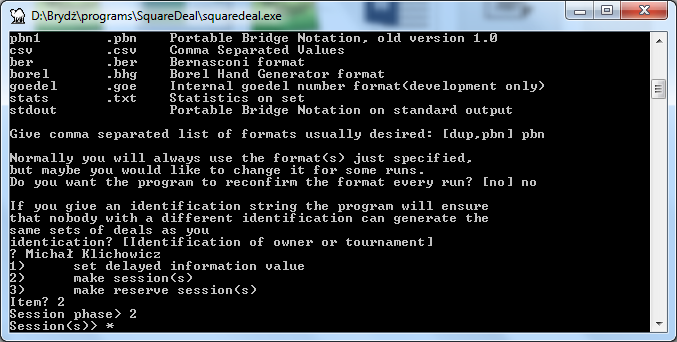 D:\Brydż\programs\SquareDeal\squaredeal.exe
pbn1 .pbn Portable Bridge Notation, old version 1.0
csv .csv Comma Separated Values
ber .ber Bernasconi format
borel .bhg Borel Hand Generator format
goedel .goe Internal goedel number format(development only)
stats .txt Statistics on set
stdout Portable Bridge Notation on standard output
Give comma separated list of formats usually desired: [dup,pbn] pbn
Normally you will always use the format(s) just specified,
but maybe you would like to change it for some runs.
Do you want the program to reconfirm the format every run? [no] no
If you give an identification string the program will ensure
that nobody with a different identification can generate the
same sets of deals as you
identication? [Identification of owner or tournament]
? Michał Klichowicz
1) set delayed information value
2) make session(s)
3) make reserve session(s)
Item? 2
Session phase> 2
Session(s)> *